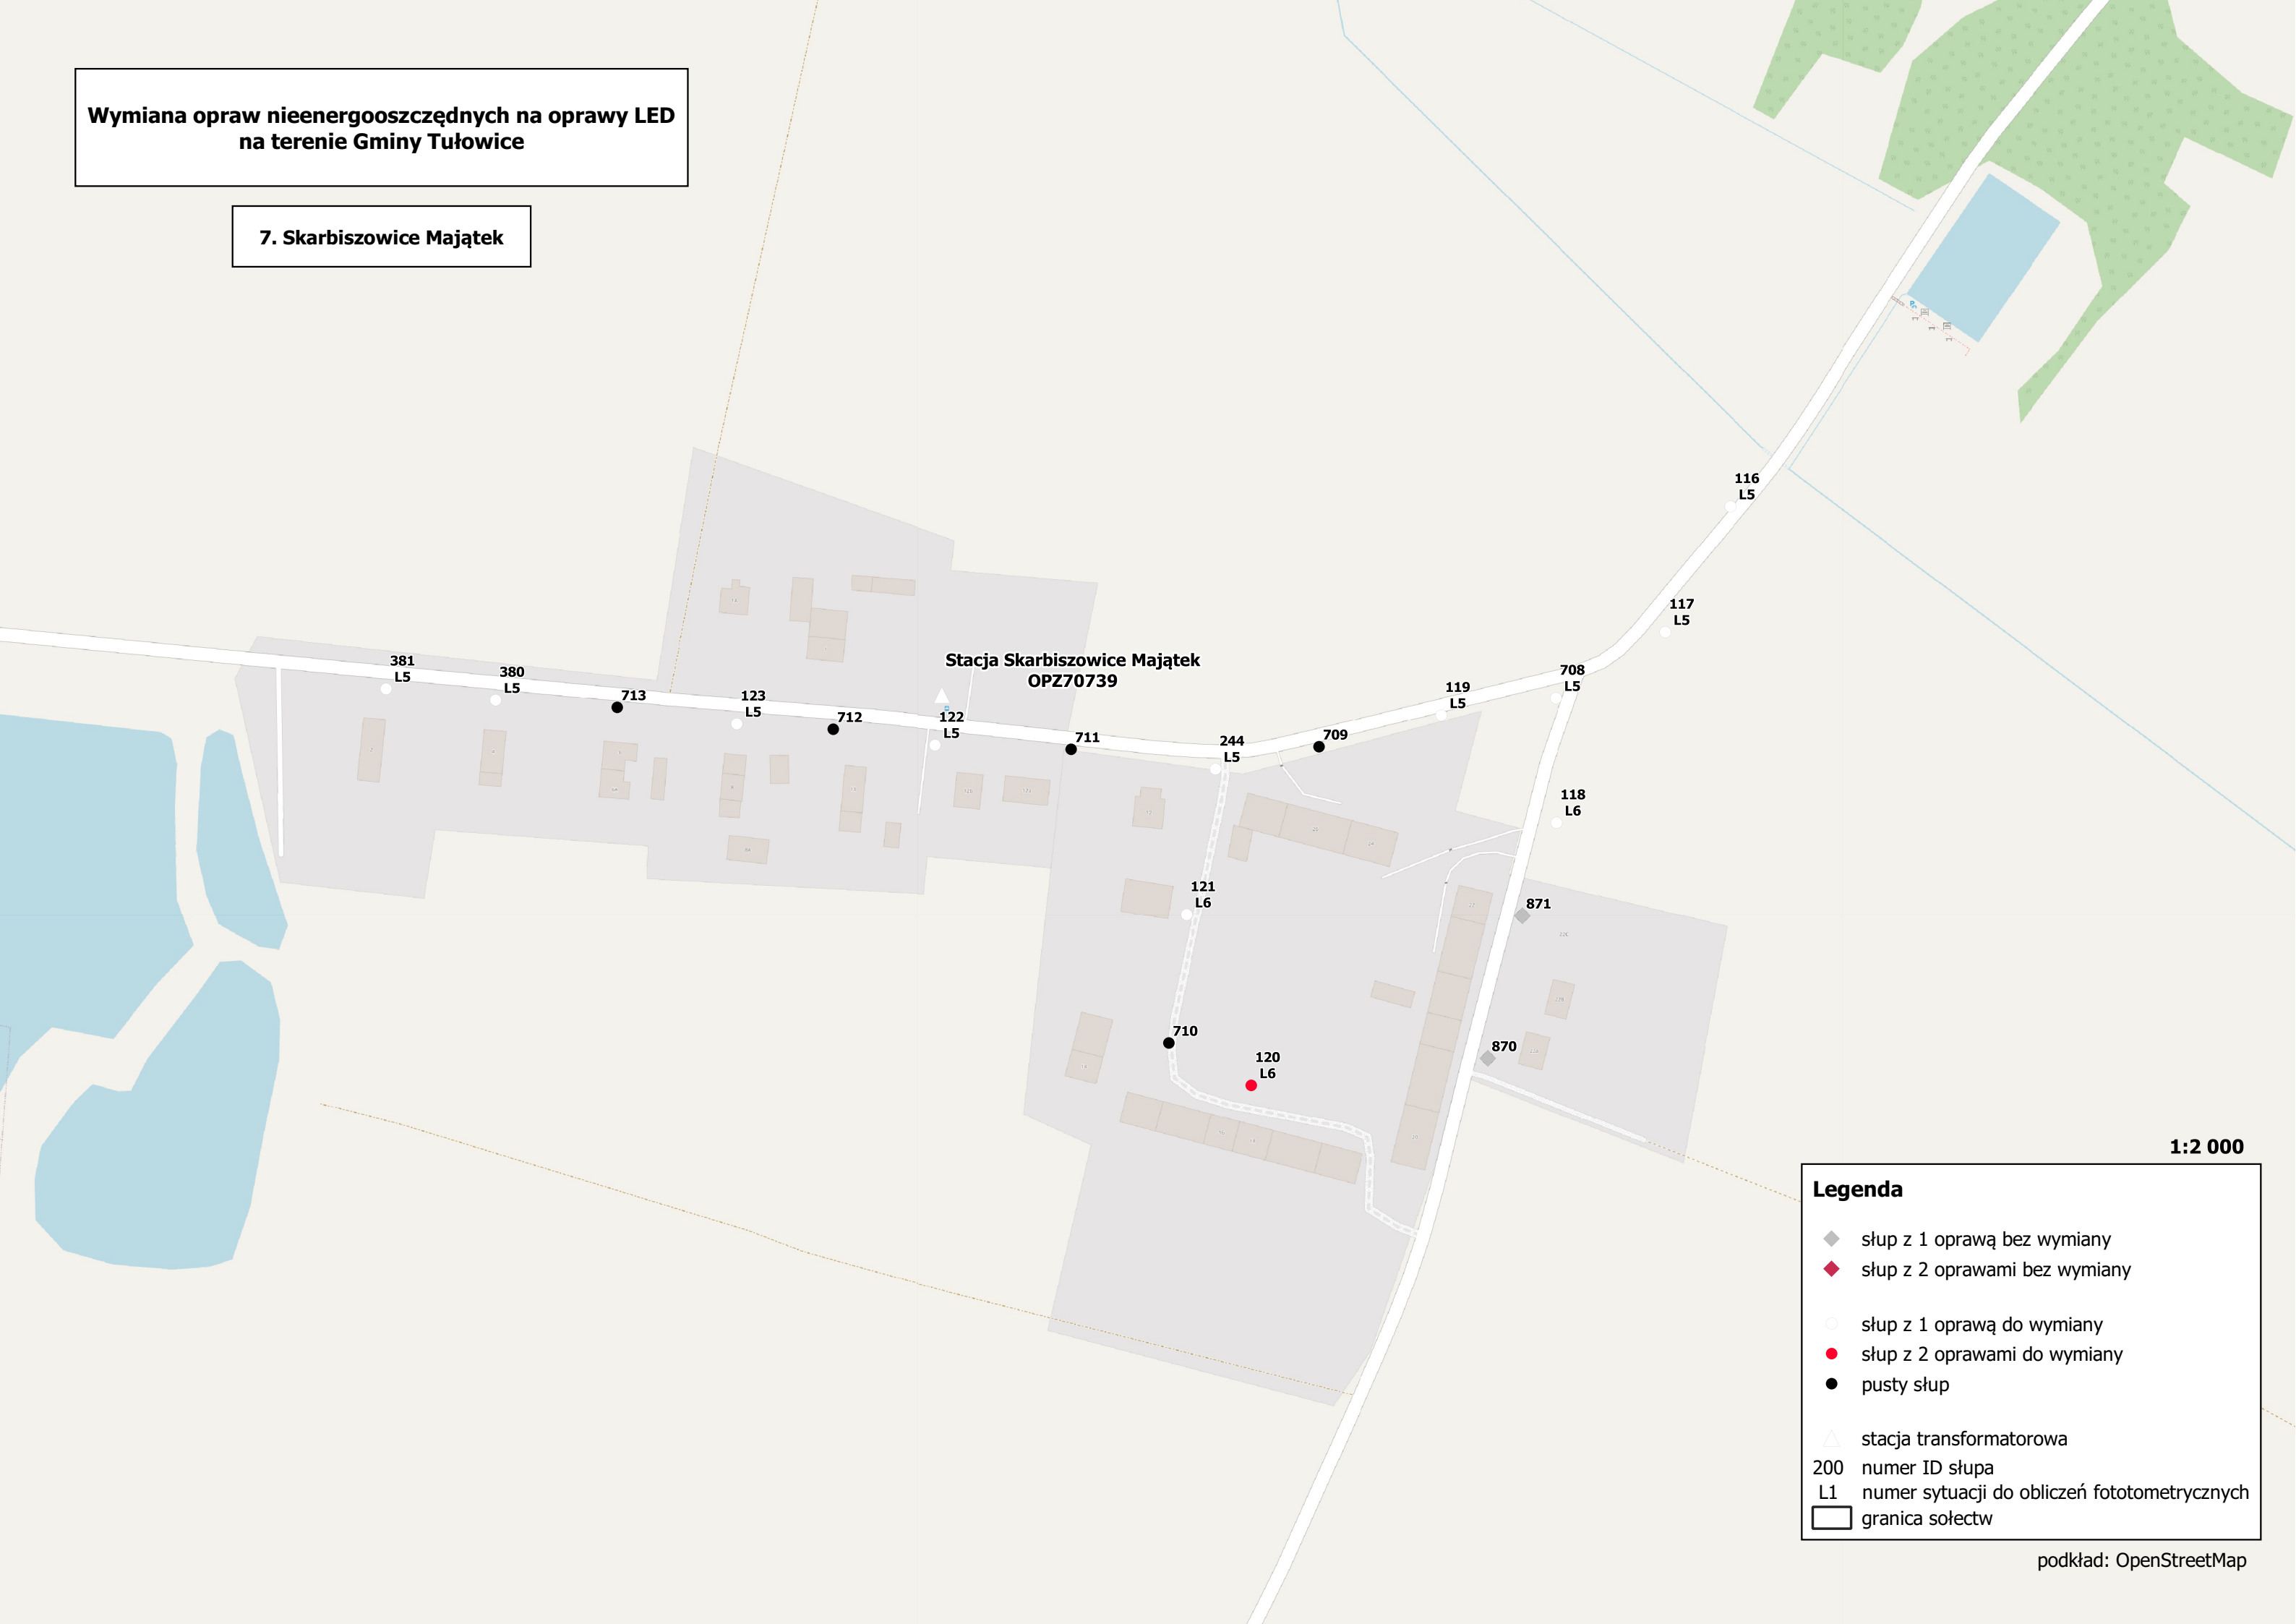 Wymiana opraw nieenergooszczędnych na oprawy LED
na terenie Gminy Tułowice
7. Skarbiszowice Majątek
116
L5
117
L5
Stacja Skarbiszowice Majątek
OPZ70739
381
L5
380
L5
713
123
L5
712
122
L5
711
244
L5
709
119
L5
708
L5
118
L6
121
L6
871
710
120
L6
870
1:2 000
Legenda
słup z 1 oprawą bez wymiany
słup z 2 oprawami bez wymiany
słup z 1 oprawą do wymiany
słup z 2 oprawami do wymiany
pusty słup
stacja transformatorowa
200 numer ID słupa
L1 numer sytuacji do obliczeń fototometrycznych
granica sołectw
podkład: OpenStreetMap